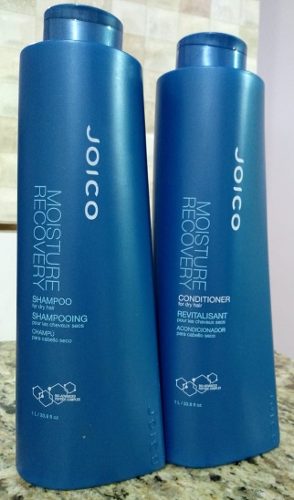 JOICO
MOISTURE
RECOVERY
SHAMPOO
for dry hair
SHAMPOOING
pour les cheveux secs
CHAMPÚ
para cabello seco
1 L / 33.8 fl oz
JOICO
MOISTURE
RECOVERY
CONDITIONER
for dry hair
REVITALISANT
pour les cheveux secs
ACONDICIONADOR
para cabello seco
1 L / 33.8 fl oz